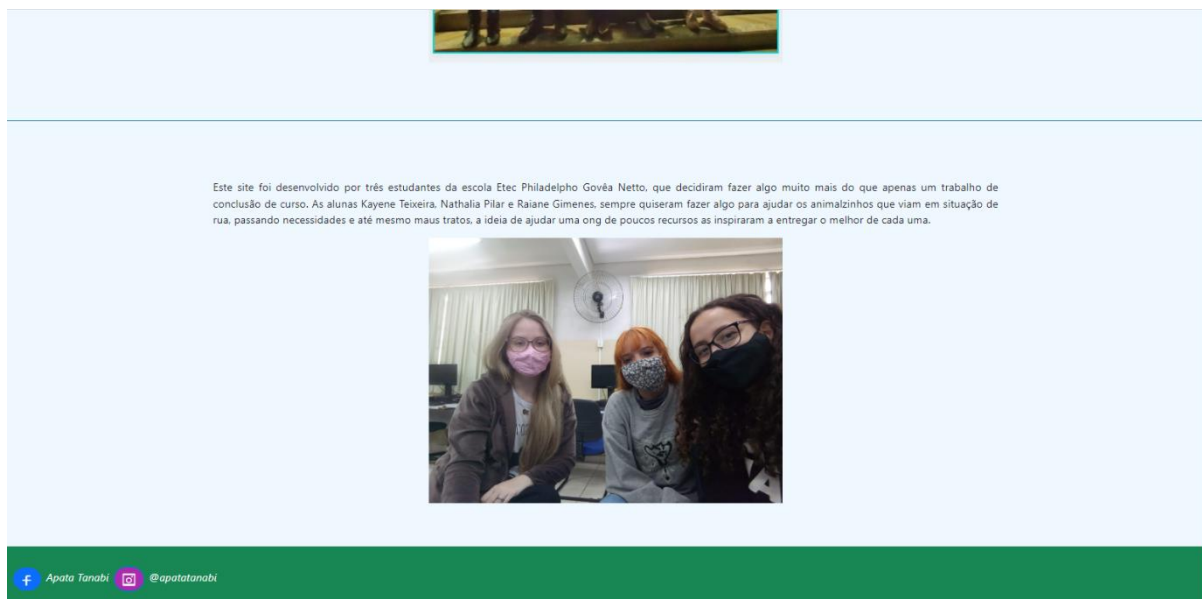 Este site foi desenvolvido por três estudantes da escola Etec Philadelpho Govêa Netto, que decidiram fazer algo muito mais do que apenas um trabalho de
conclusão de curso. As alunas Kayene Teixeira, Nathalia Pilar e Raiane Gimenes, sempre quiseram fazer algo para ajudar os animalzinhos que viam em situação de
rua, passando necessidades e até mesmo maus tratos, a ideia de ajudar uma ong de poucos recursos as inspiraram a entregar o melhor de cada uma.
Apata Tanabi @apatatanabi